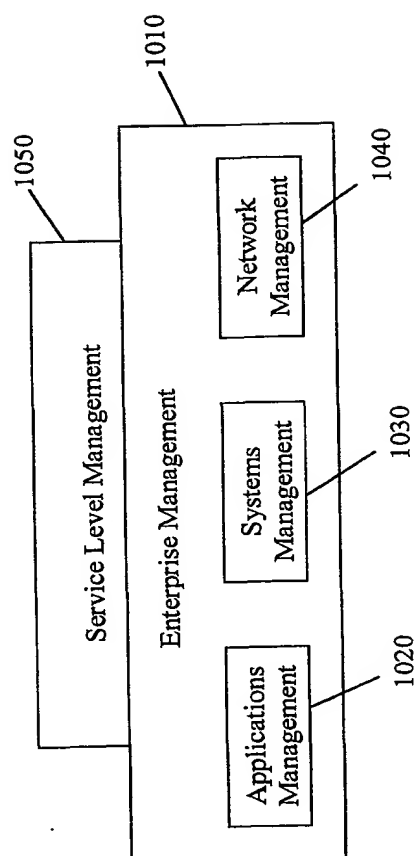 1050
1010
Service Level Management
Enterprise Management
Applications
Management
Systems
Management
Network
Management
1020
1030
1040